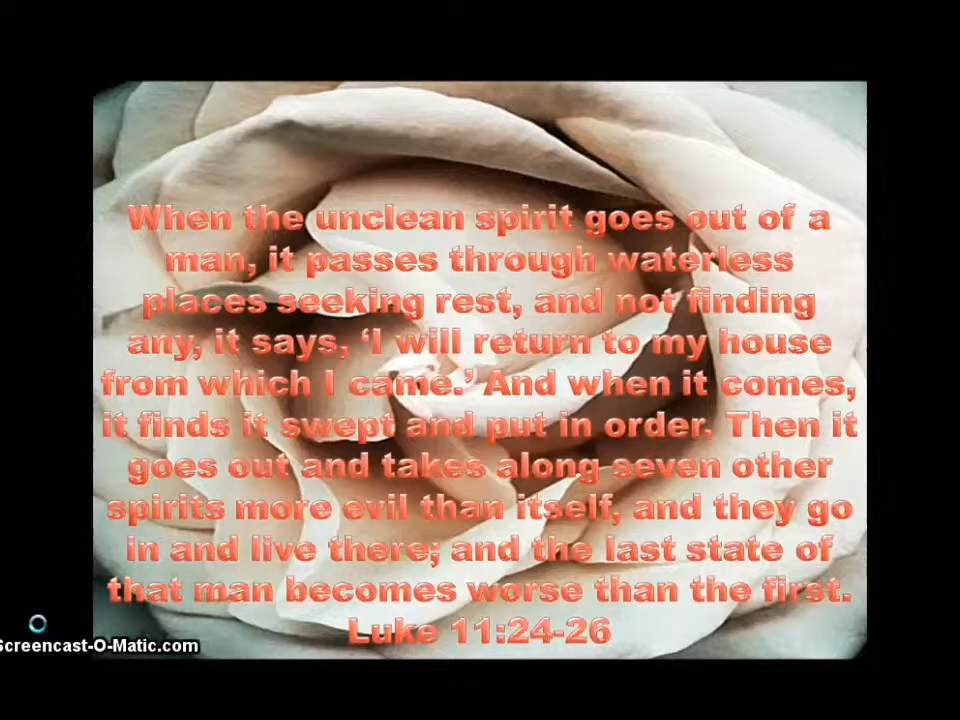 When the unclean spirit goes out of a
man, it passes through waterless
places seeking rest, and not finding
any, it says, ‘I will return to my house
from which I came.’ And when it comes,
it finds it swept and put in order. Then it
goes out and takes along seven other
spirits more evil than itself, and they go
in and live there; and the last state of
that man becomes worse than the first.
Luke 11:24-26
Screencast-O-Matic.com